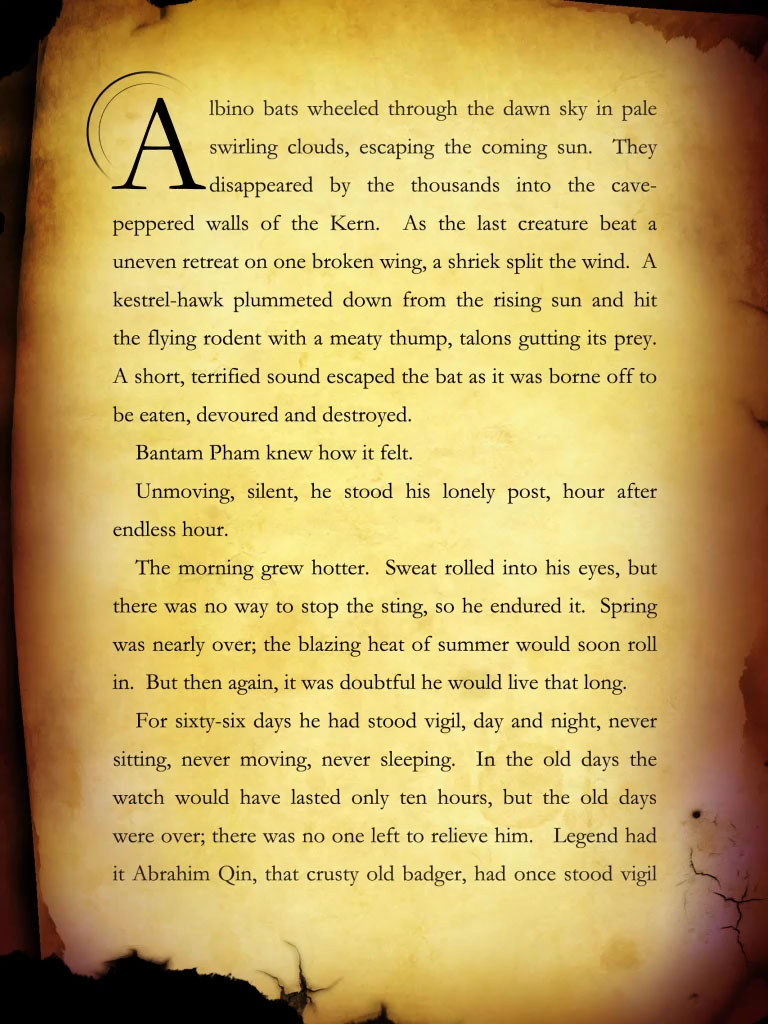 Albino bats wheeled through the dawn sky in pale
swirling clouds, escaping the coming sun.  They
disappeared by the thousands into the cave-
peppered walls of the Kern.  As the last creature beat a
uneven retreat on one broken wing, a shriek split the wind.  A
kestrel-hawk plummeted down from the rising sun and hit
the flying rodent with a meaty thump, talons gutting its prey.
A short, terrified sound escaped the bat as it was borne off to
be eaten, devoured and destroyed.
Bantam Pham knew how it felt.
Unmoving, silent, he stood his lonely post, hour after
endless hour.
The morning grew hotter.  Sweat rolled into his eyes, but
there was no way to stop the sting, so he endured it.  Spring
was nearly over; the blazing heat of summer would soon roll
in.  But then again, it was doubtful he would live that long.
For sixty-six days he had stood vigil, day and night, never
sitting, never moving, never sleeping.  In the old days the
watch would have lasted only ten hours, but the old days
were over; there was no one left to relieve him.   Legend had
it Abrahim Qin, that crusty old badger, had once stood vigil